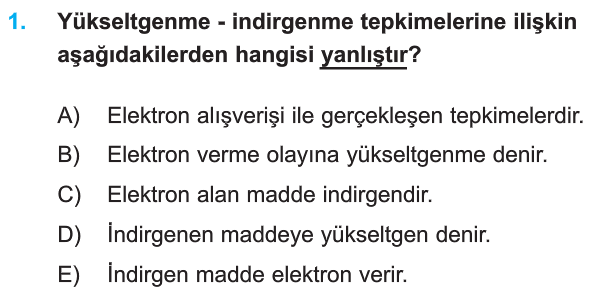 1. Yükseltgenme - indirgenme tepkimelerine ilişkin
aşağıdakilerden hangisi yanlıştır?
A) Elektron alışverişi ile gerçekleşen tepkimelerdir.
B) Elektron verme olayına yükseltgenme denir.
C) Elektron alan madde indirgendir.
D) İndirgenen maddeye yükseltgen denir.
E) İndirgen madde elektron verir.